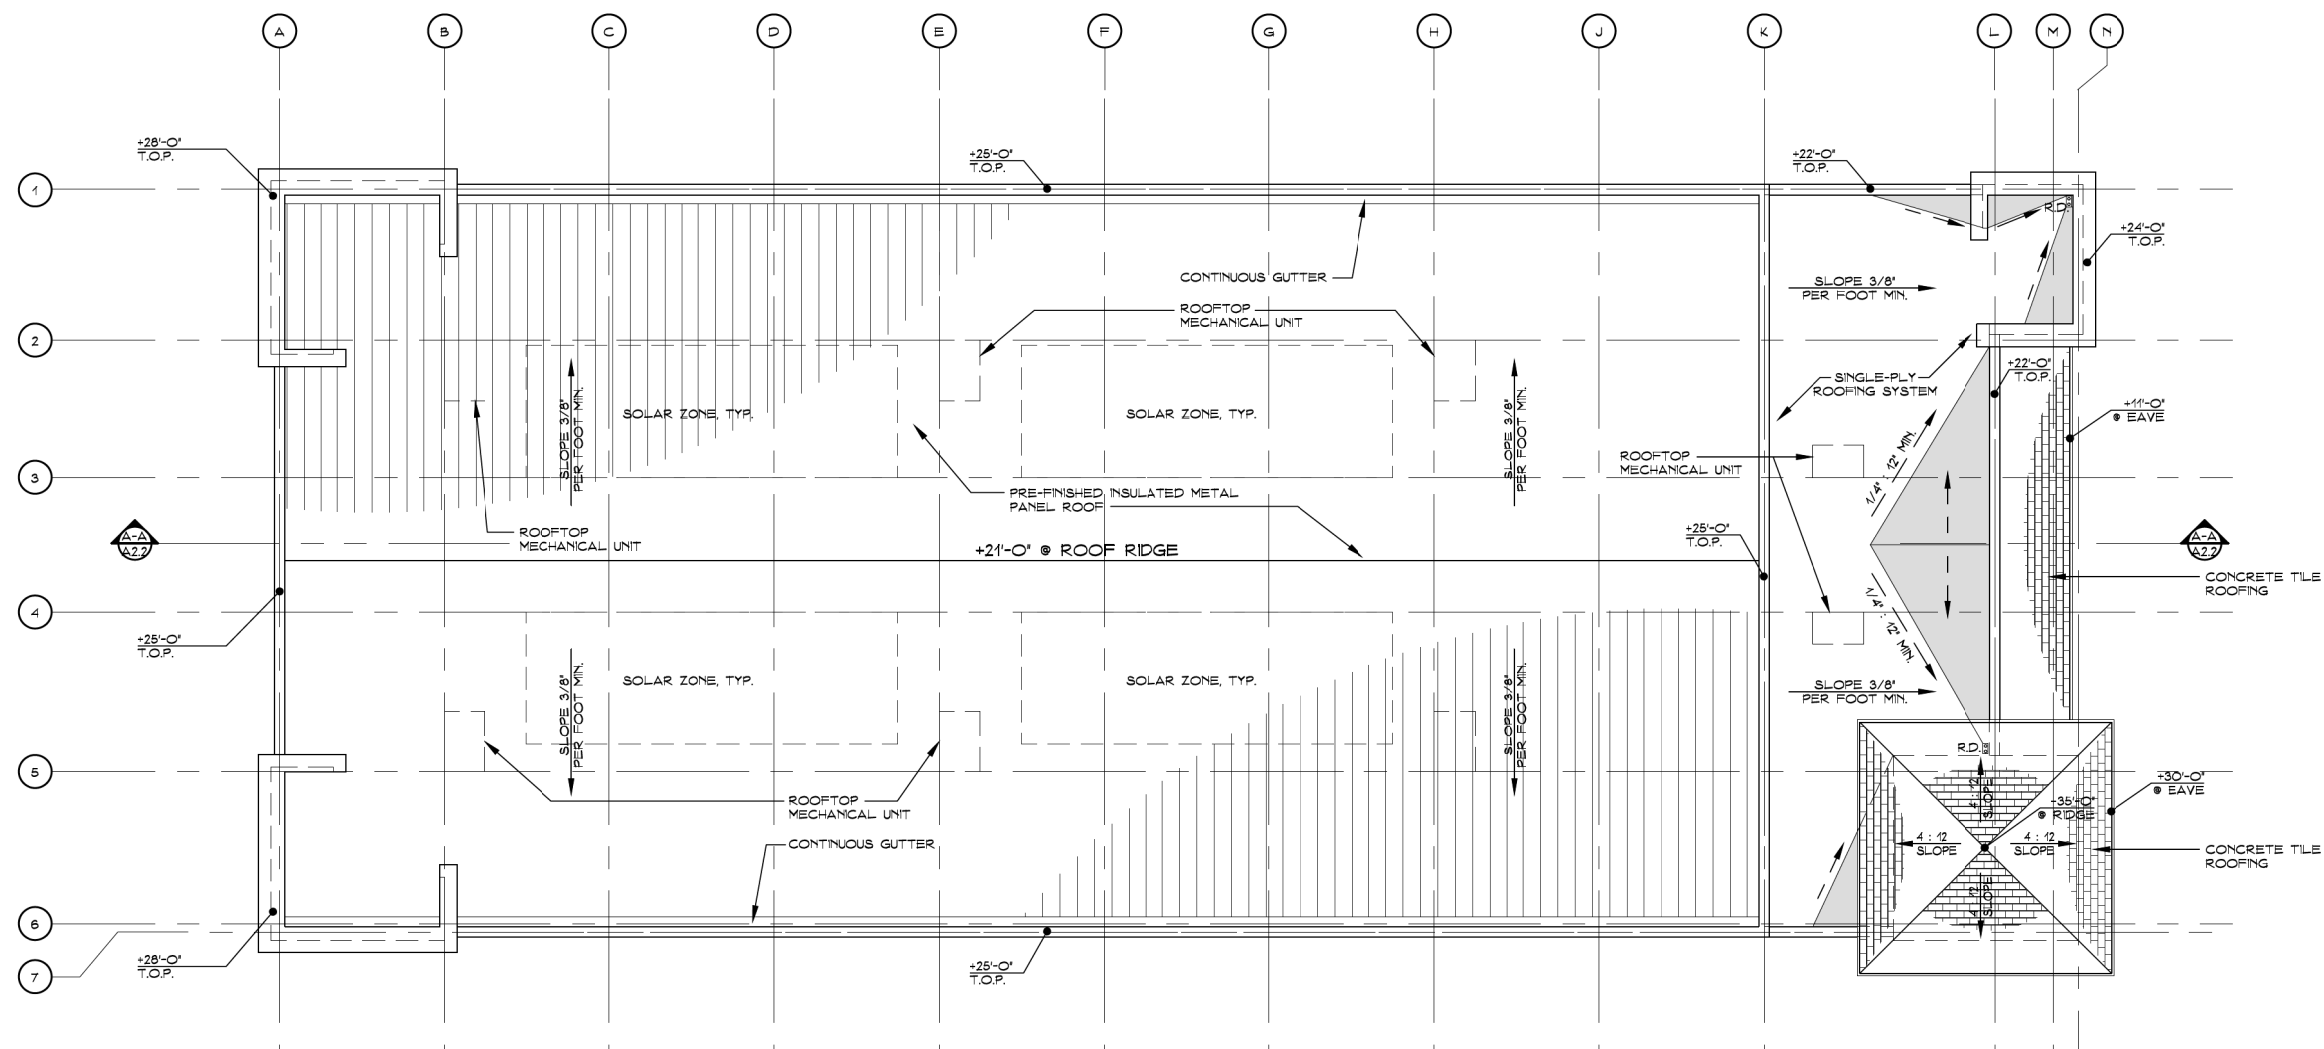 A B C D E F G H J K L M N
+28'-0"
T.O.P.
+25'-0"
T.O.P.
+22'-0"
T.O.P.
1
R.D.
+24'-0"
T.O.P.
CONTINUOUS GUTTER
SLOPE 3/8"
PER FOOT MIN.
ROOFTOP
MECHANICAL UNIT
2
+22'-0"
T.O.P.
SINGLE-PLY
ROOFING SYSTEM
SLOPE 3/8"
PER FOOT MIN.
SOLAR ZONE, TYP.
SOLAR ZONE, TYP.
SLOPE 3/8"
PER FOOT MIN.
+11'-0"
@ EAVE
ROOFTOP
MECHANICAL UNIT
1/4" : 12" MIN.
3
PRE-FINISHED INSULATED METAL
PANEL ROOF
ROOFTOP
MECHANICAL UNIT
+25'-0"
T.O.P.
A-A
A2.2
A-A
A2.2
+21'-0" @ ROOF RIDGE
CONCRETE TILE
ROOFING
4
1/4" : 12" MIN.
+25'-0"
T.O.P.
SLOPE 3/8"
PER FOOT MIN.
SOLAR ZONE, TYP.
SOLAR ZONE, TYP.
SLOPE 3/8"
PER FOOT MIN.
SLOPE 3/8"
PER FOOT MIN.
R.D.
5
+30'-0"
@ EAVE
4 : 12
SLOPE
+35'-0"
@ RIDGE
ROOFTOP
MECHANICAL UNIT
4 : 12
SLOPE
4 : 12
SLOPE
CONTINUOUS GUTTER
CONCRETE TILE
ROOFING
4 : 12
SLOPE
6
+28'-0"
T.O.P.
+25'-0"
T.O.P.
7